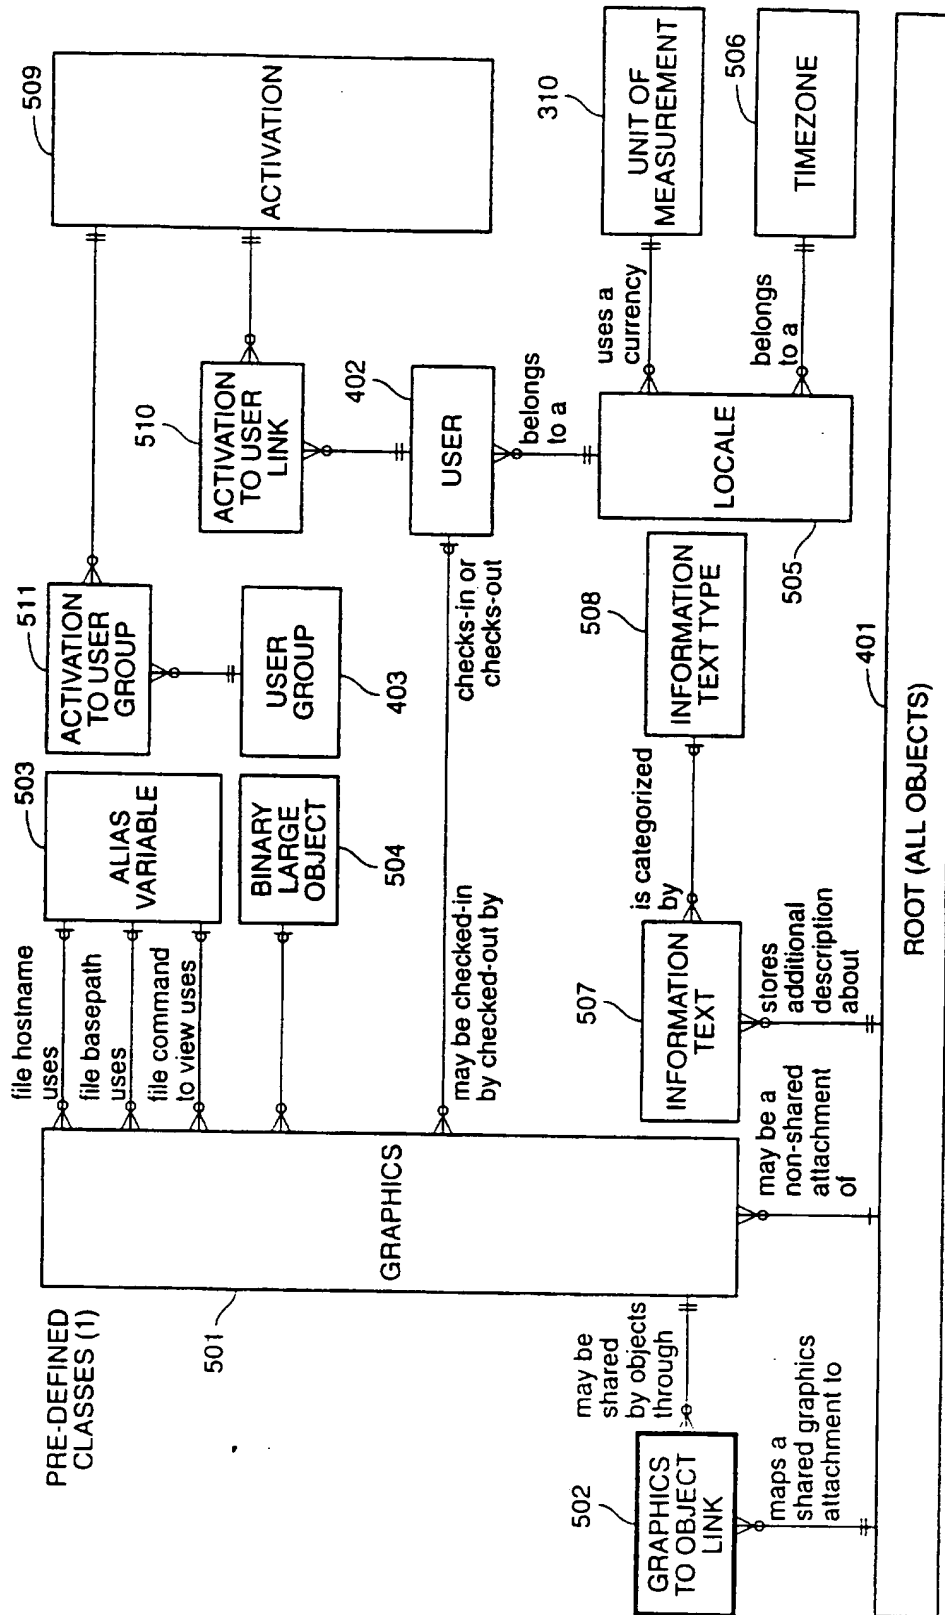 PRE-DEFINED
CLASSES (1)
501
GRAPHICS
file hostname
uses
file basepath
uses
file command
to view uses
503
ALIAS
VARIABLE
BINARY
LARGE
OBJECT
504
511
ACTIVATION
TO USER
GROUP
USER
GROUP
403
509
ACTIVATION
510
ACTIVATION
TO USER
LINK
402
USER
may be checked-in
by checked-out by
checks-in or
checks-out
belongs
to a
LOCALE
505
uses a
currency
310
UNIT OF
MEASUREMENT
belongs
to a
506
TIMEZONE
508
INFORMATION
TEXT TYPE
is categorized
by
507
INFORMATION
TEXT
stores
additional
description
about
may be a
non-shared
attachment
of
may be
shared
by objects
through
502
GRAPHICS
TO OBJECT
LINK
maps a
shared graphics
attachment to
401
ROOT (ALL OBJECTS)